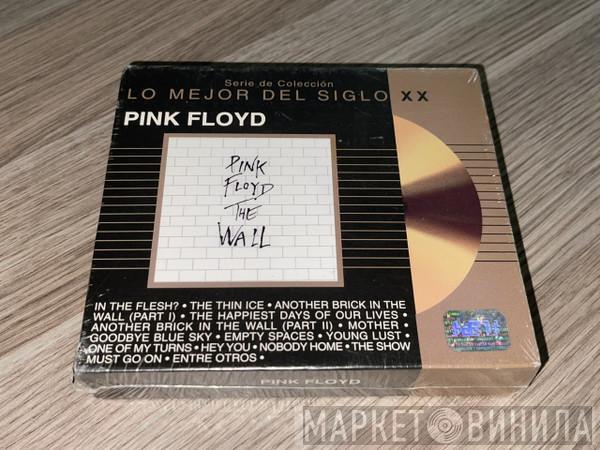 Serie de Colección
LO MEJOR DEL SIGLO XX
PINK FLOYD
PINK
FLOYD
THE
WALL
IN THE FLESH? • THE THIN ICE • ANOTHER BRICK IN THE
WALL (PART I) • THE HAPPIEST DAYS OF OUR LIVES •
ANOTHER BRICK IN THE WALL (PART II) • MOTHER •
GOODBYE BLUE SKY • EMPTY SPACES • YOUNG LUST •
ONE OF MY TURNS • HEY YOU • NOBODY HOME • THE SHOW
MUST GO ON • ENTRE OTROS •
PINK FLOYD
МАРКЕТ ВИНИЛА